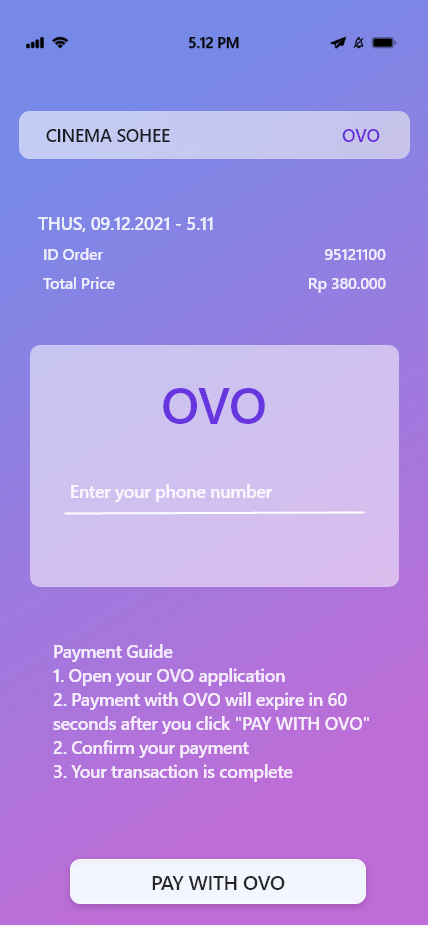 5.12 PM
CINEMA SOHEE OVO
THUS, 09.12.2021 - 5.11
ID Order 95121100
Total Price Rp 380.000
OVO
Enter your phone number
Payment Guide
1. Open your OVO application
2. Payment with OVO will expire in 60
seconds after you click "PAY WITH OVO"
2. Confirm your payment
3. Your transaction is complete
PAY WITH OVO